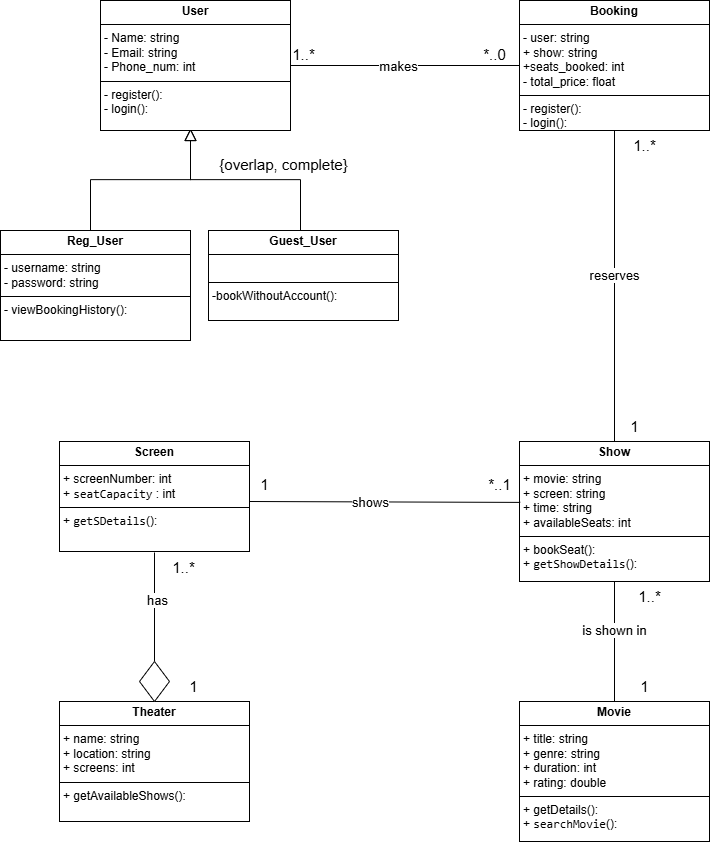 User
- Name: string
- Email: string
- Phone_num: int
- register():
- login():
1..*
makes
*..0
Booking
- user: string
+ show: string
+seats_booked: int
- total_price: float
- register():
- login():
{overlap, complete}
1..*
Reg_User
- username: string
- password: string
- viewBookingHistory():
Guest_User
-bookWithoutAccount():
reserves
1
Screen
+ screenNumber: int
+ seatCapacity : int
+ getSDetails():
1
shows
*..1
Show
+ movie: string
+ screen: string
+ time: string
+ availableSeats: int
+ bookSeat():
+ getShowDetails():
1..*
has
1
1..*
is shown in
1
Theater
+ name: string
+ location: string
+ screens: int
+ getAvailableShows():
Movie
+ title: string
+ genre: string
+ duration: int
+ rating: double
+ getDetails():
+ searchMovie():